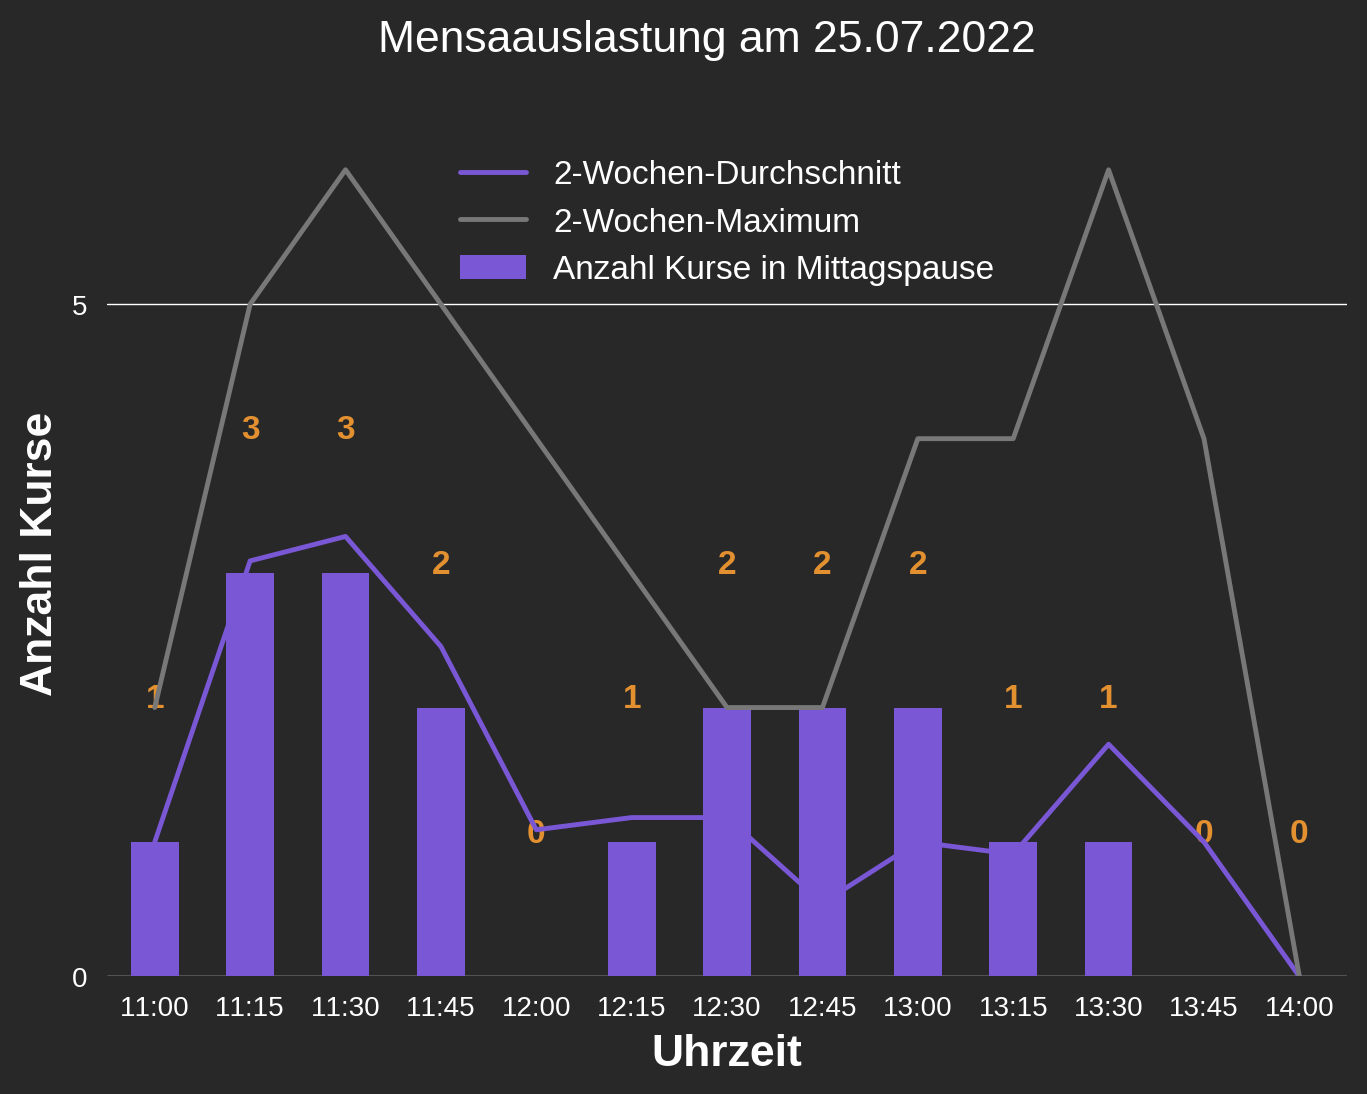 Mensaauslastung am 25.07.2022
2-Wochen-Durchschnitt
2-Wochen-Maximum
Anzahl Kurse in Mittagspause
5
3 3
2 2 2 2
1 1 1 1
0 0 0
0
Anzahl Kurse
11:00 11:15 11:30 11:45 12:00 12:15 12:30 12:45 13:00 13:15 13:30 13:45 14:00
Uhrzeit